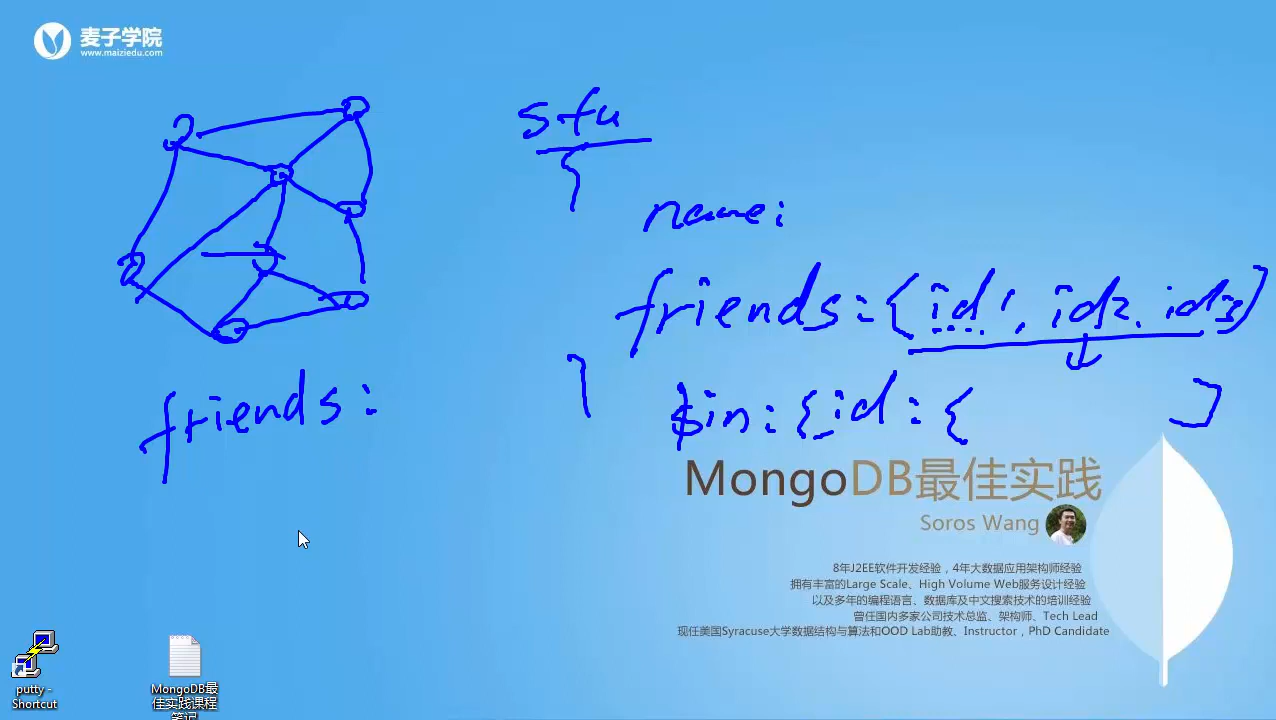 麦子学院
www.maiziedu.com
stu
{
name:
friends:{id1, id2, id3}
}
$in:{id:{ ]
friends:
MongoDB最佳实践
Soros Wang
8年J2EE软件开发经验，4年大数据应用架构师经验
拥有丰富的Large Scale、High Volume Web服务设计经验
以及多年的编程语言、数据库及中文搜索技术的培训经验
曾任国内多家公司技术总监、架构师、Tech Lead
现任美国Syracuse大学数据结构与算法和OOD Lab助教、Instructor，PhD Candidate
putty -
Shortcut
MongoDB最
佳实践课程
笔记